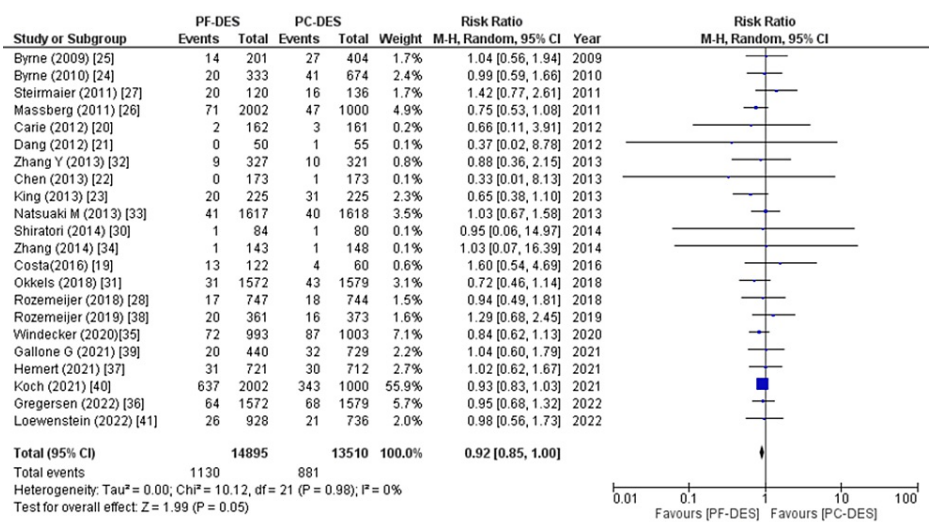 PF-DES PC-DES Risk Ratio Risk Ratio
Study or Subgroup Events Total Events Total Weight M-H, Random, 95% CI Year M-H, Random, 95% CI
Byrne (2009) [25] 14 201 27 404 1.7% 1.04 [0.56, 1.94] 2009
Byrne (2010) [24] 20 333 41 674 2.5% 0.99 [0.59, 1.66] 2010
Steirmaier (2011) [27] 20 120 16 136 1.9% 1.42 [0.77, 2.61] 2011
Massberg (2011) [26] 71 2002 47 1000 4.9% 0.75 [0.53, 1.08] 2011
Carie (2012) [20] 2 162 3 161 0.2% 0.66 [0.11, 3.91] 2012
Dang (2012) [21] 0 50 1 55 0.1% 0.37 [0.02, 8.78] 2012
Zhang Y (2013) [32] 9 327 10 321 0.8% 0.88 [0.36, 2.15] 2013
Chen (2013) [22] 0 173 1 173 0.1% 0.33 [0.01, 8.13] 2013
King (2013) [23] 20 225 31 225 2.3% 0.65 [0.38, 1.10] 2013
Natsuaki M (2013) [33] 41 1617 40 1618 3.5% 1.03 [0.67, 1.58] 2013
Shiratori (2014) [30] 1 84 1 80 0.1% 0.95 [0.06, 14.97] 2014
Zhang (2014) [34] 1 143 1 148 0.1% 1.03 [0.07, 16.39] 2014
Costa(2016) [19] 13 122 4 60 0.6% 1.60 [0.54, 4.69] 2016
Okkels (2018) [31] 31 1572 43 1579 3.1% 0.72 [0.46, 1.14] 2018
Rozemeijer (2018) [28] 17 747 18 744 1.5% 0.94 [0.49, 1.81] 2018
Rozemeijer (2019) [38] 20 361 16 373 1.6% 1.29 [0.68, 2.45] 2019
Windecker (2020)[35] 72 993 87 1003 7.1% 0.84 [0.62, 1.13] 2020
Gallone G (2021) [39] 20 440 32 729 2.2% 1.04 [0.60, 1.79] 2021
Hemert (2021) [37] 31 721 30 712 2.7% 1.02 [0.62, 1.67] 2021
Koch (2021) [40] 637 2002 343 1000 55.9% 0.93 [0.83, 1.03] 2021
Gregersen (2022) [36] 64 1572 68 1579 5.7% 0.95 [0.68, 1.32] 2022
Loewenstein (2022) [41] 26 928 21 736 2.0% 0.98 [0.56, 1.73] 2022
Total (95% CI) 14895 13510 100.0% 0.92 [0.85, 1.00]
Total events 1130 881
Heterogeneity: Tau² = 0.00; Chi² = 10.12, df = 21 (P = 0.98); I² = 0%
Test for overall effect: Z = 1.99 (P = 0.05)
0.01 0.1 1 10 100
Favours [PF-DES] Favours [PC-DES]